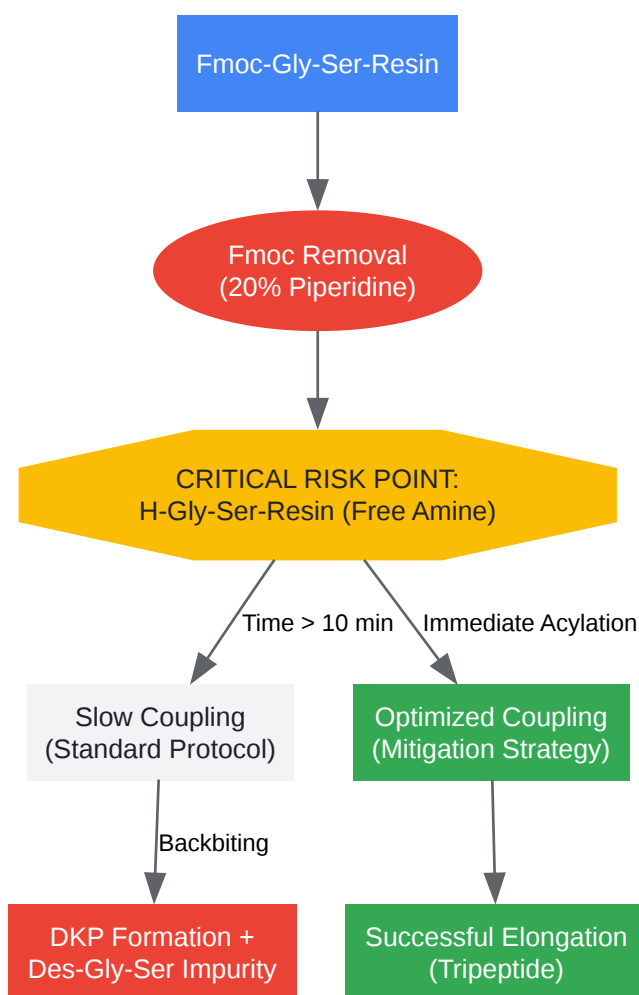 Fmoc-Gly-Ser-Resin
Fmoc Removal
(20% Piperidine)
CRITICAL RISK POINT:
H-Gly-Ser-Resin (Free Amine)
Time > 10 min
Immediate Acylation
Slow Coupling
(Standard Protocol)
Optimized Coupling
(Mitigation Strategy)
Backbiting
DKP Formation +
Des-Gly-Ser Impurity
Successful Elongation
(Tripeptide)